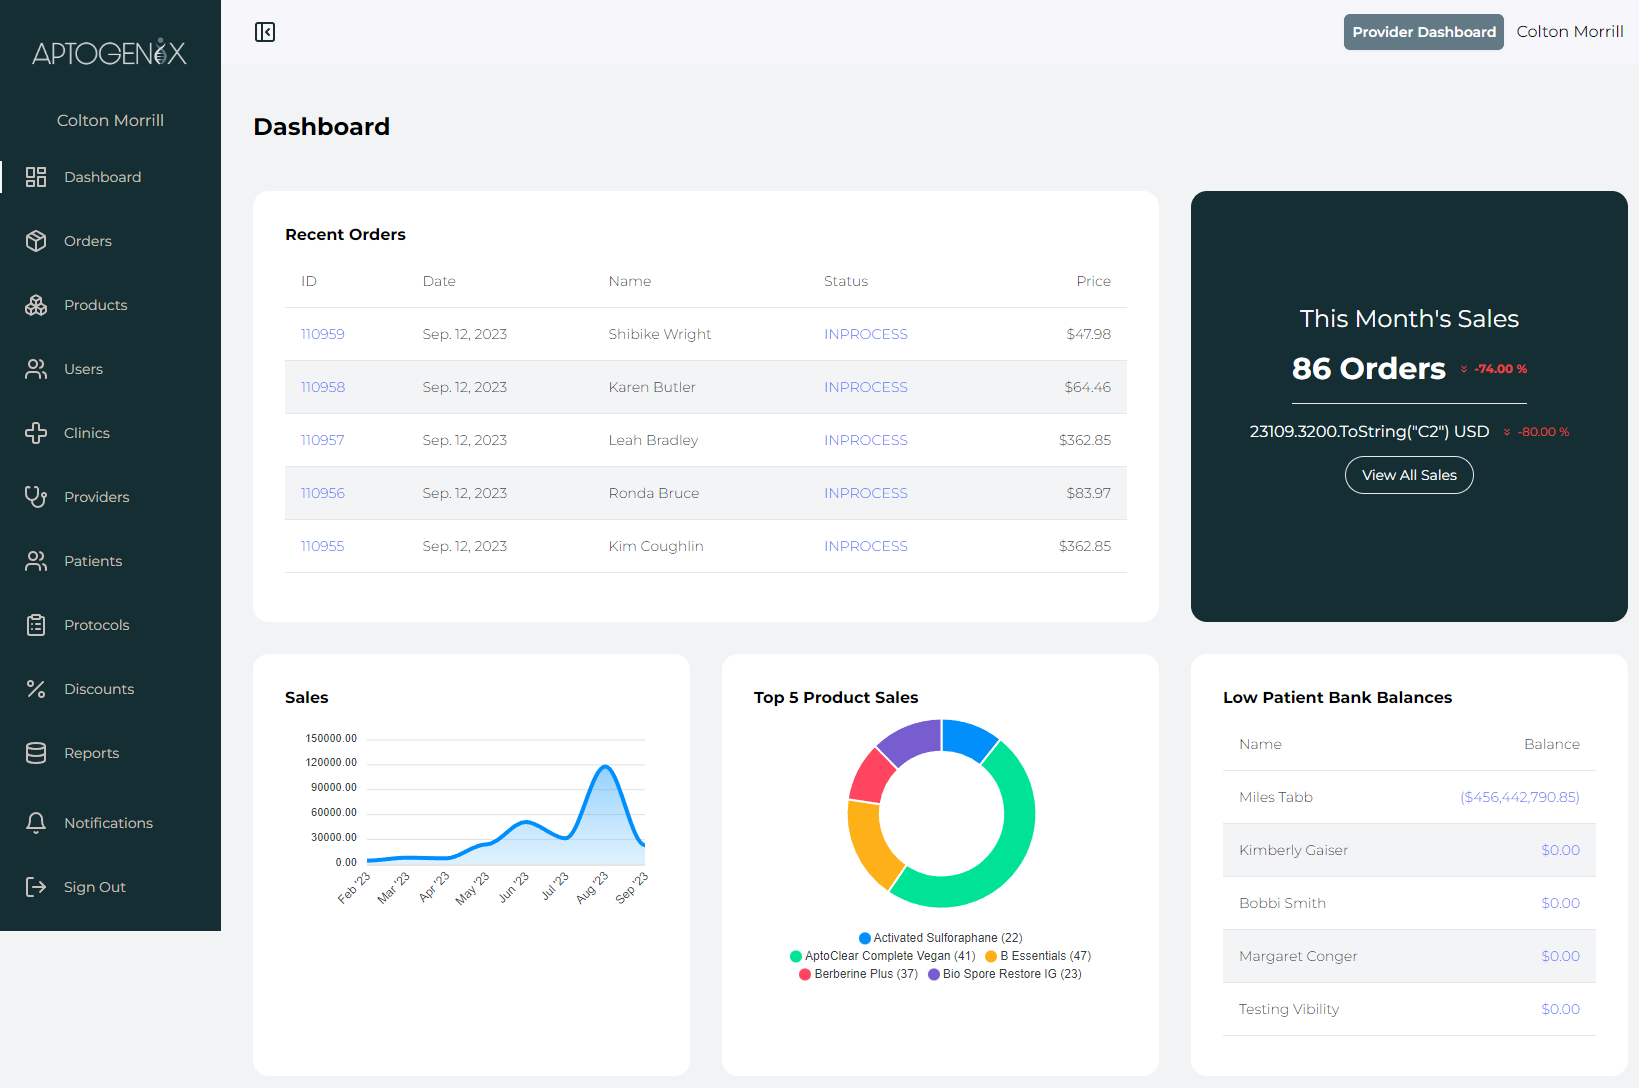 APTOGENIX
Provider Dashboard
Colton Morrill
Colton Morrill
Dashboard
Orders
Products
Users
Clinics
Providers
Patients
Protocols
Discounts
Reports
Notifications
Sign Out
Dashboard
Recent Orders
ID Date Name Status Price
110959 Sep. 12, 2023 Shibike Wright INPROCESS $47.98
110958 Sep. 12, 2023 Karen Butler INPROCESS $64.46
110957 Sep. 12, 2023 Leah Bradley INPROCESS $362.85
110956 Sep. 12, 2023 Ronda Bruce INPROCESS $83.97
110955 Sep. 12, 2023 Kim Coughlin INPROCESS $362.85
This Month's Sales
86 Orders -74.00 %
23109.3200.ToString("C2") USD -80.00 %
View All Sales
Sales
150000.00
120000.00
90000.00
60000.00
30000.00
0.00
Feb '23 Mar '23 Apr '23 May '23 Jun '23 Jul '23 Aug '23 Sep '23
Top 5 Product Sales
Activated Sulforaphane (22)
AptoClear Complete Vegan (41) B Essentials (47)
Berberine Plus (37) Bio Spore Restore IG (23)
Low Patient Bank Balances
Name Balance
Miles Tabb ($456,442,790.85)
Kimberly Gaiser $0.00
Bobbi Smith $0.00
Margaret Conger $0.00
Testing Vibility $0.00